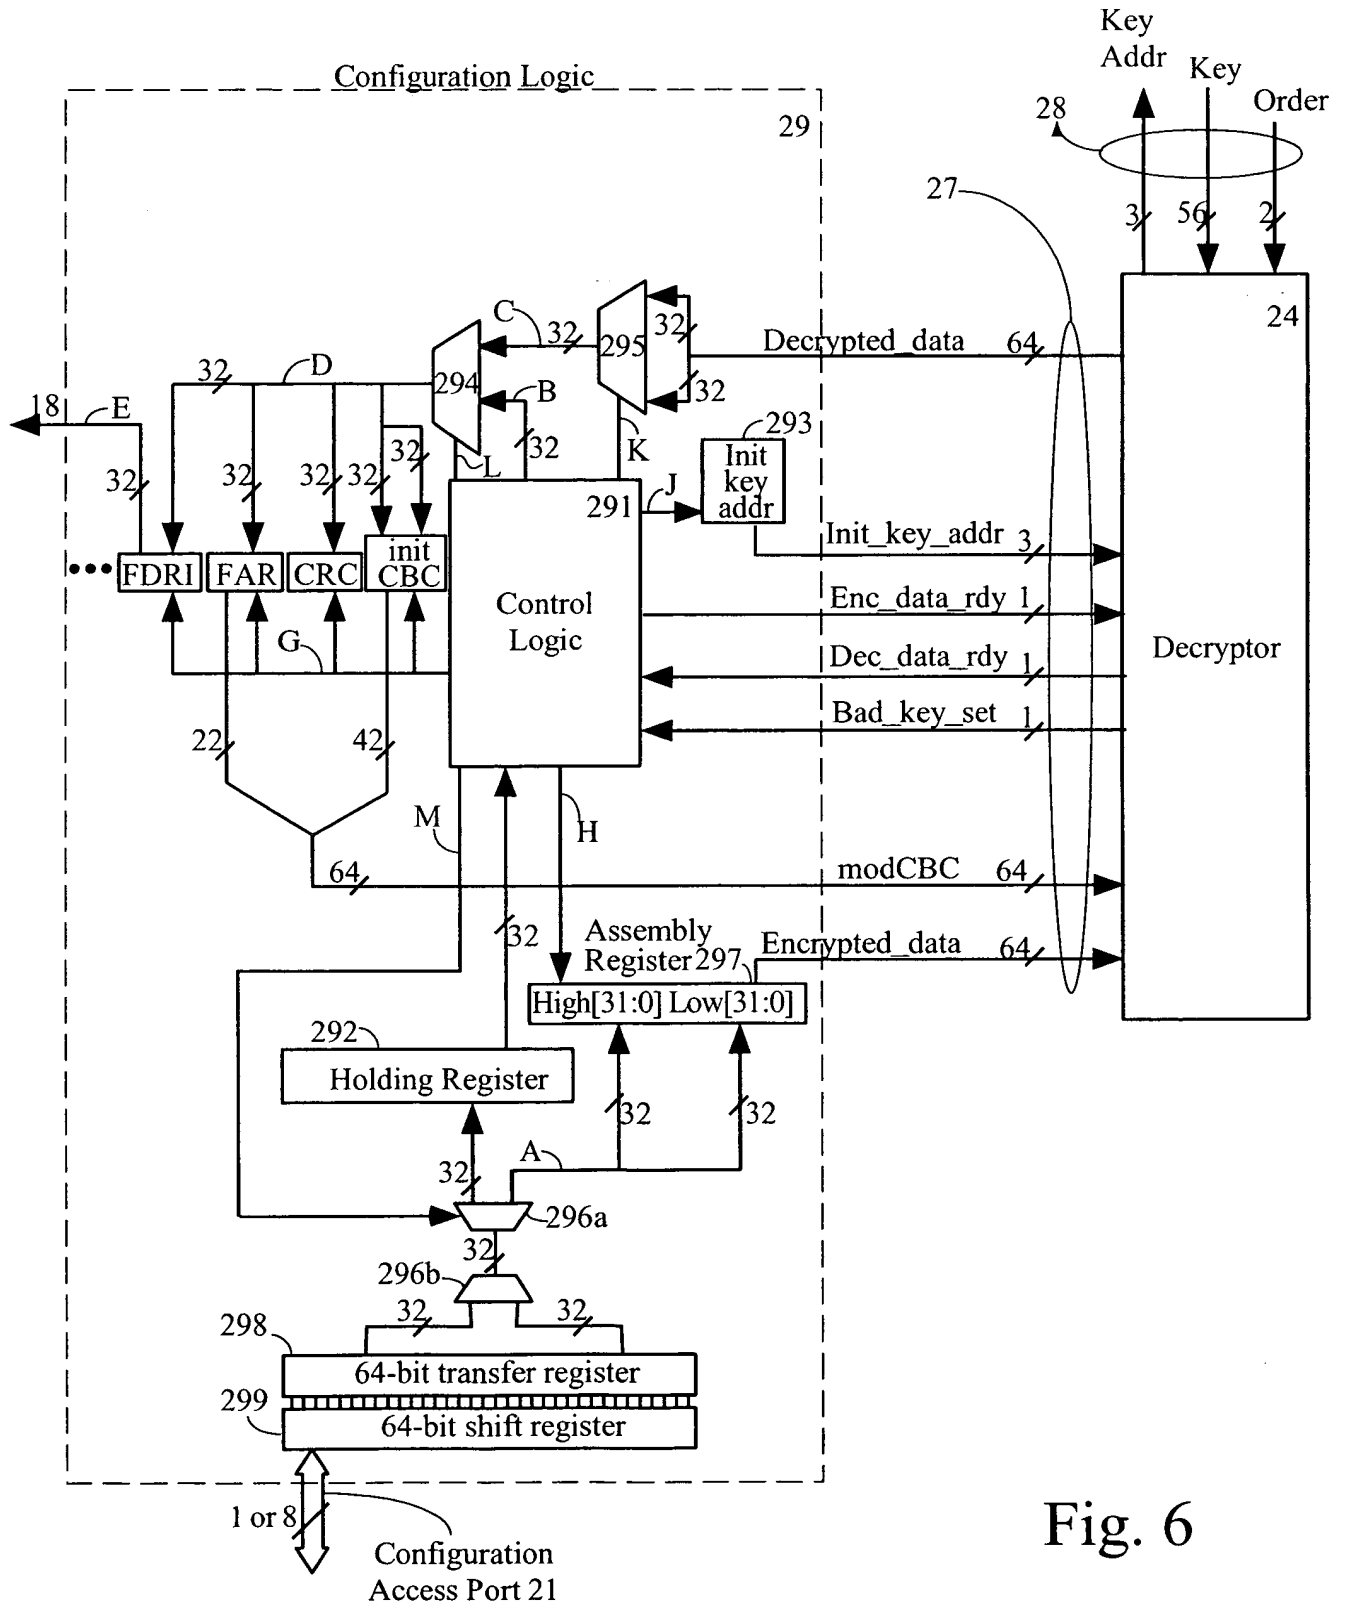 Key
Addr
Key
Order
Configuration Logic
29
28
27
3
56
2
24
C
32
295
32
Decrypted_data
64
32
D
294
B
32
18
E
32
K
293
32
32
32
32
32
L
Init
key
addr
J
291
Init_key_addr
3
init
CBC
FDRI
FAR
CRC
Control
Logic
Enc_data_rdy
1
G
Dec_data_rdy
1
Decryptor
Bad_key_set
1
22
42
M
H
64
modCBC
64
32
Assembly
Register
297
Encrypted_data
64
High[31:0] Low[31:0]
292
Holding Register
32
32
A
32
296a
32
296b
32
32
298
64-bit transfer register
299
64-bit shift register
1 or 8
Configuration
Access Port 21
Fig. 6